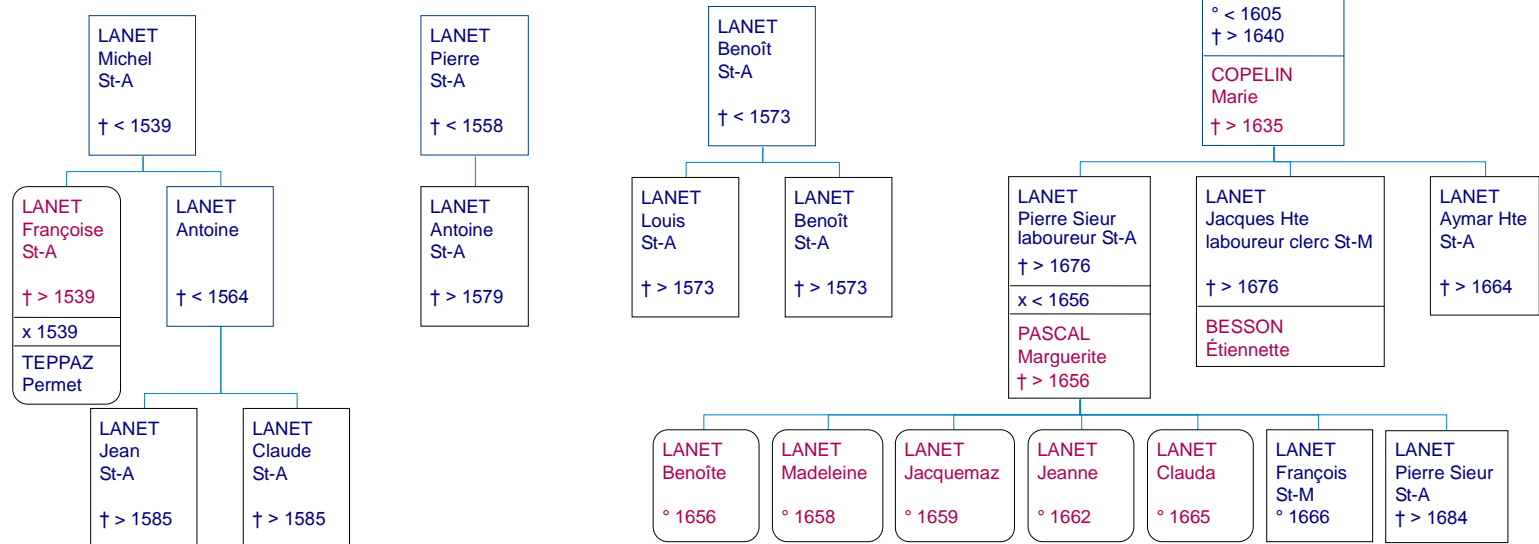 LANET
Michel
St-A
† < 1539
LANET
Pierre
St-A
† < 1558
LANET
Benoît
St-A
† < 1573
° < 1605
† > 1640
COPELIN
Marie
† > 1635
LANET
Françoise
St-A
† > 1539
x 1539
TEPPAZ
Permet
LANET
Antoine
† < 1564
LANET
Antoine
St-A
† > 1579
LANET
Louis
St-A
† > 1573
LANET
Benoît
St-A
† > 1573
LANET
Pierre Sieur
laboureur St-A
† > 1676
x < 1656
PASCAL
Marguerite
† > 1656
LANET
Jacques Hte
laboureur clerc St-M
† > 1676
BESSON
Étiennette
LANET
Aymar Hte
St-A
† > 1664
LANET
Jean
St-A
† > 1585
LANET
Claude
St-A
† > 1585
LANET
Benoîte
° 1656
LANET
Madeleine
° 1658
LANET
Jacquemaz
° 1659
LANET
Jeanne
° 1662
LANET
Clauda
° 1665
LANET
François
St-M
° 1666
LANET
Pierre Sieur
St-A
† > 1684